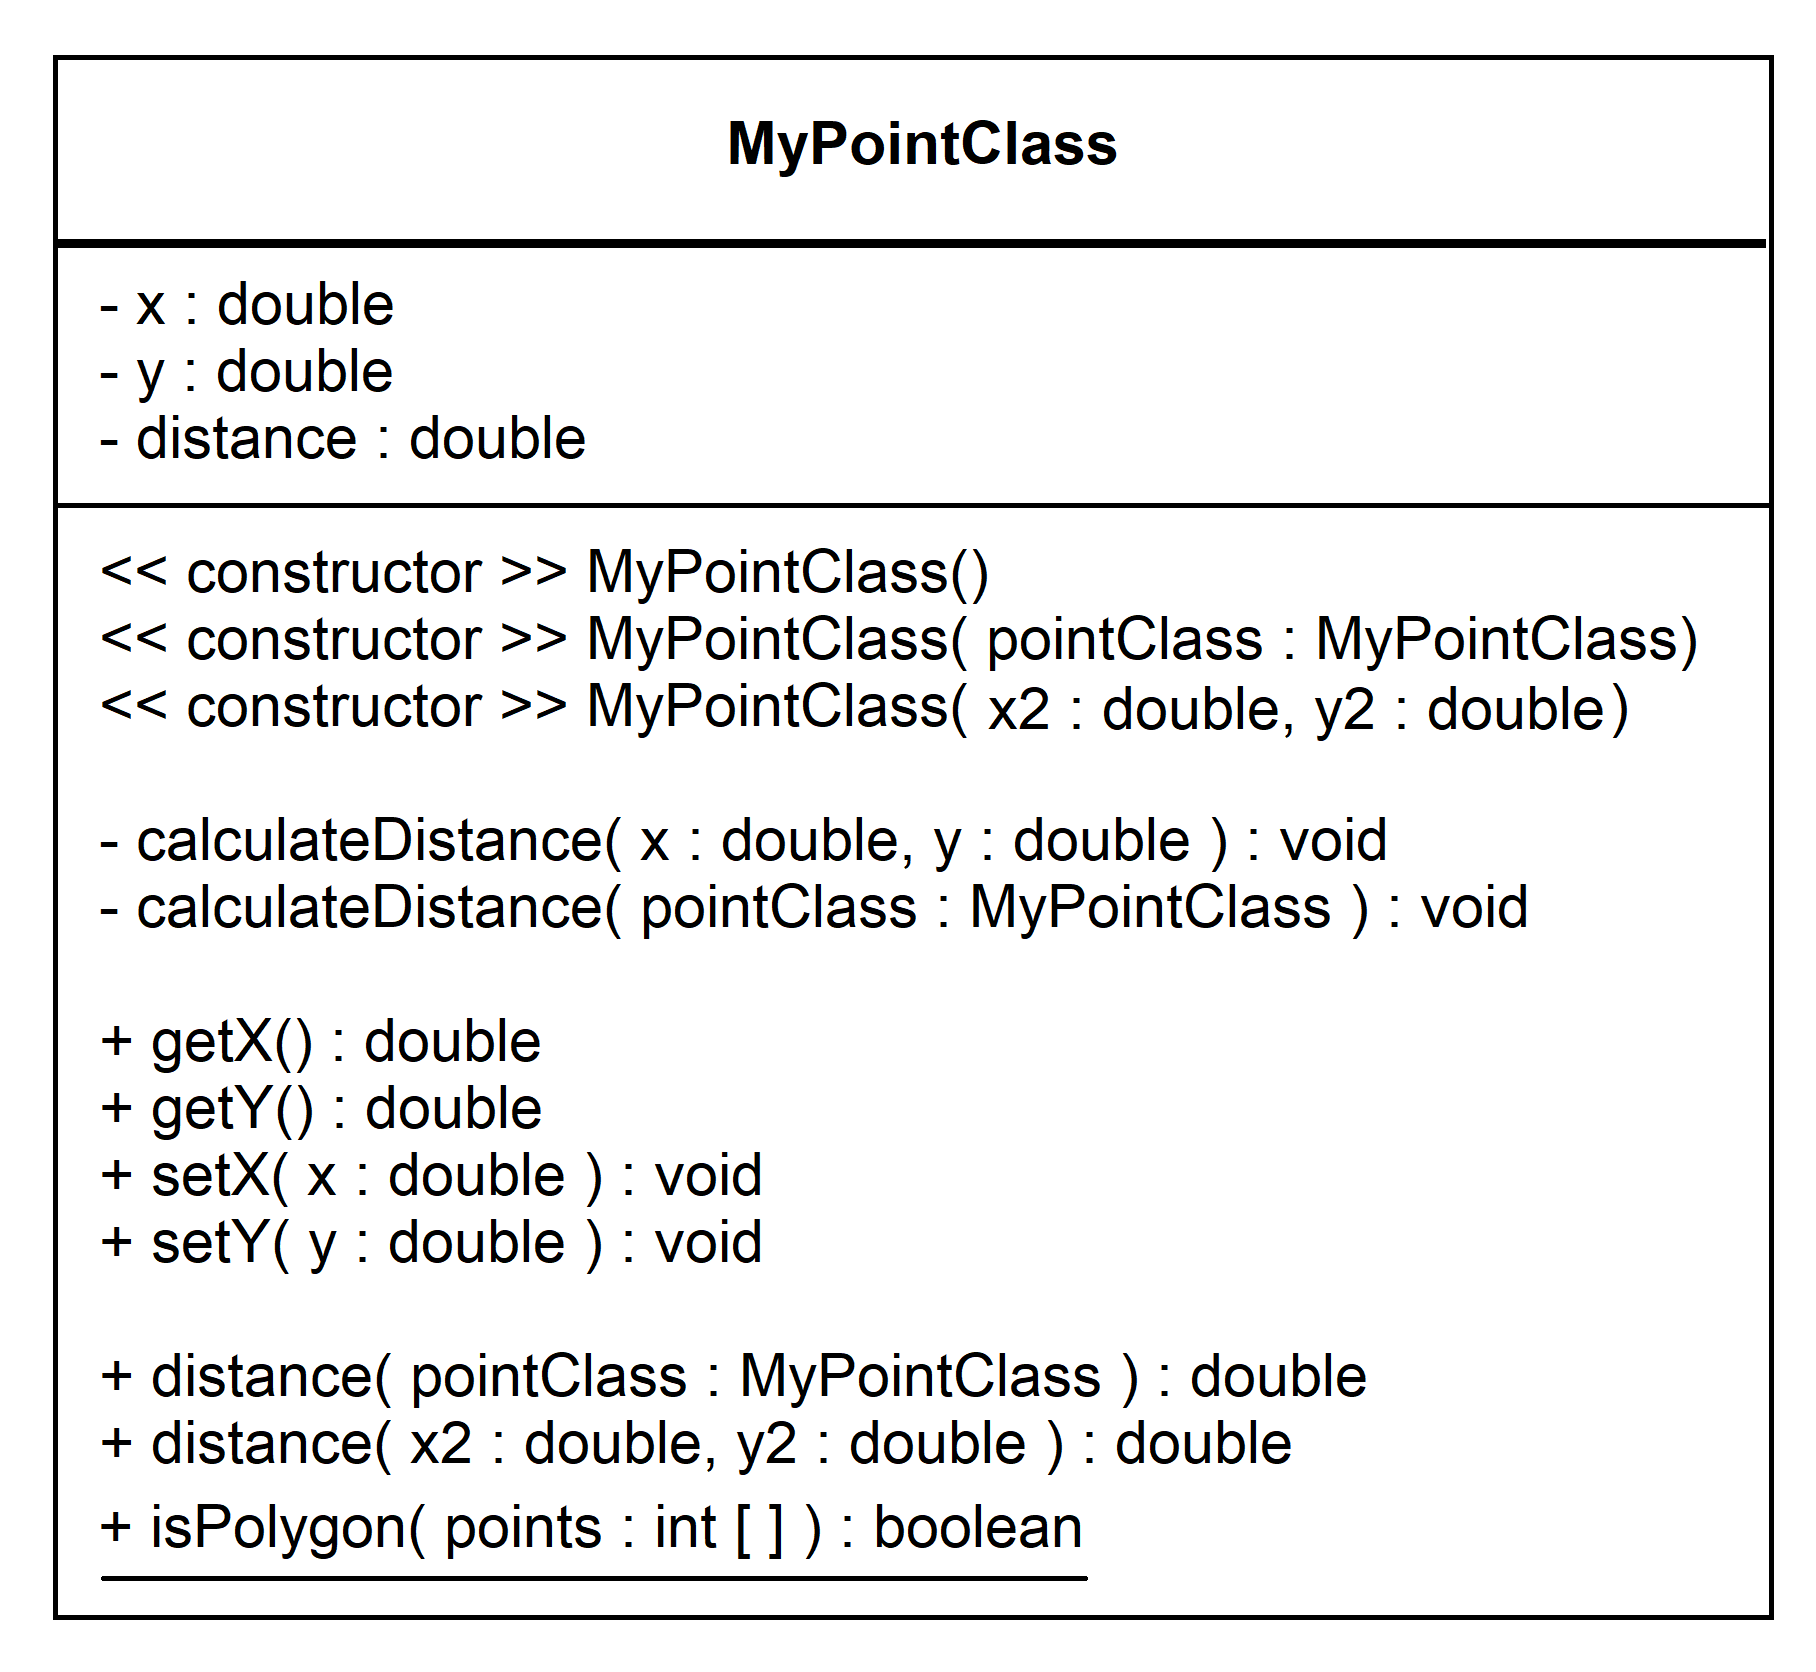 MyPointClass
- x : double
- y : double
- distance : double
<< constructor >> MyPointClass()
<< constructor >> MyPointClass( pointClass : MyPointClass)
<< constructor >> MyPointClass( x2 : double, y2 : double)
- calculateDistance( x : double, y : double ) : void
- calculateDistance( pointClass : MyPointClass ) : void
+ getX() : double
+ getY() : double
+ setX( x : double ) : void
+ setY( y : double ) : void
+ distance( pointClass : MyPointClass ) : double
+ distance( x2 : double, y2 : double ) : double
+ isPolygon( points : int [ ] ) : boolean